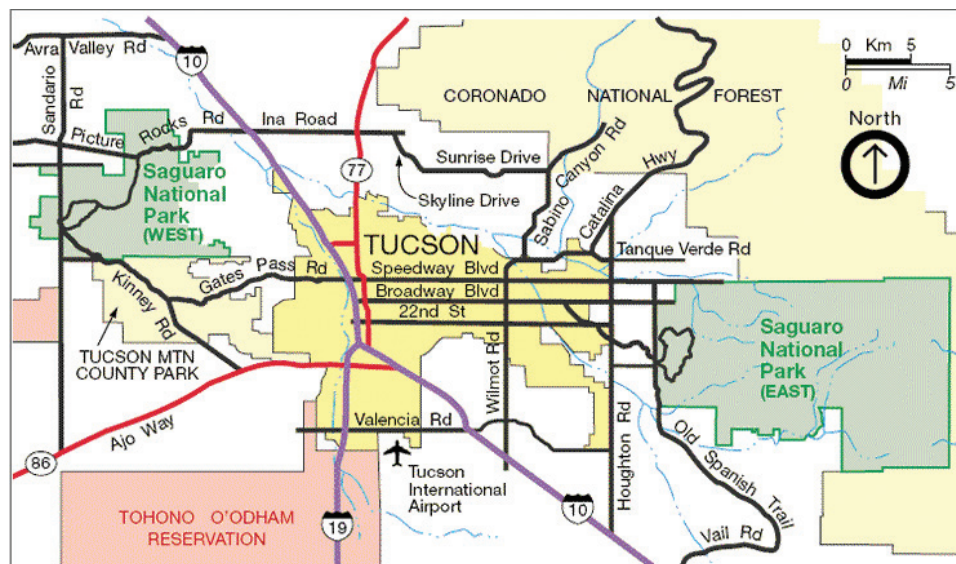 Avra Valley Rd
10
0 Km 5
0 Mi 5
CORONADO NATIONAL FOREST
Sandario Rd
Picture Rocks Rd
Ina Road
77
Sunrise Drive
Skyline Drive
Sabino Canyon Rd
Catalina Hwy
North
Saguaro
National
Park
(WEST)
TUCSON
Tanque Verde Rd
Gates Pass Rd
Speedway Blvd
Broadway Blvd
22nd St
Kinney Rd
TUCSON MTN
COUNTY PARK
Saguaro
National
Park
(EAST)
Wilmot Rd
Houghton Rd
Ajo Way
86
Valencia Rd
Old Spanish Trail
Tucson
International
Airport
TOHONO O'ODHAM
RESERVATION
19
10
Vail Rd